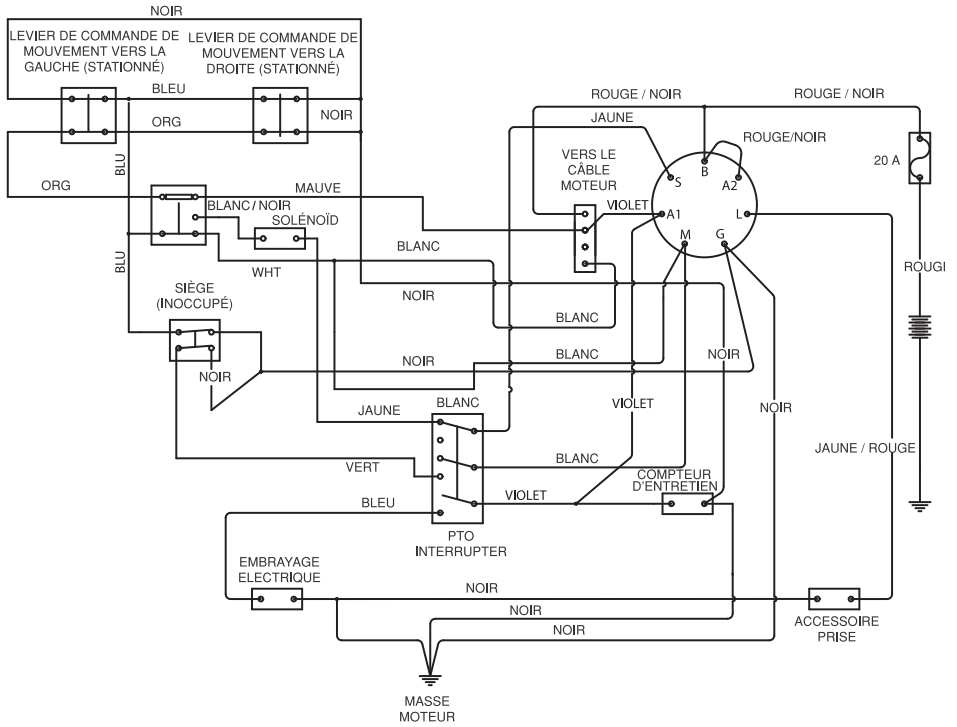 NOIR
LEVIER DE COMMANDE DE
MOUVEMENT VERS LA
GAUCHE (STATIONNÉ)
LEVIER DE COMMANDE DE
MOUVEMENT VERS LA
DROITE (STATIONNÉ)
BLEU
NOIR
ORG
BLU
ORG
MAUVE
BLANC / NOIR
SOLÉNOÏD
BLANC
WHT
BLU
NOIR
ROUGE / NOIR
ROUGE / NOIR
JAUNE
ROUGE/NOIR
VERS LE
CÂBLE
MOTEUR
VIOLET
B
S
A2
A1
L
M
G
20 A
ROUGI
SIÈGE
(INOCCUPÉ)
NOIR
BLANC
BLANC
NOIR
NOIR
JAUNE
BLANC
VIOLET
NOIR
JAUNE / ROUGE
VERT
BLANC
COMPTEUR
D'ENTRETIEN
BLEU
VIOLET
PTO
INTERRUPTER
EMBRAYAGE
ELECTRIQUE
NOIR
NOIR
NOIR
ACCESSOIRE
PRISE
MASSE
MOTEUR